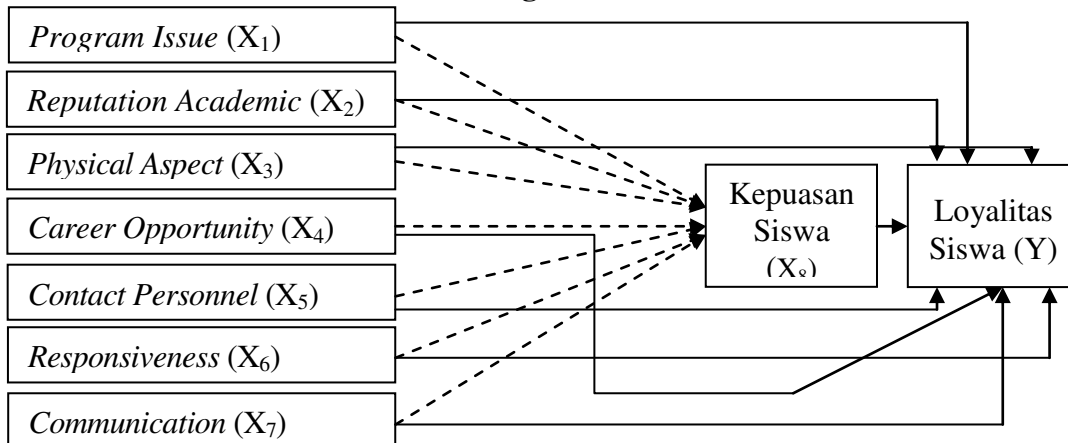 Program Issue (X₁)
Reputation Academic (X₂)
Physical Aspect (X₃)
Career Opportunity (X₄)
Contact Personnel (X₅)
Responsiveness (X₆)
Communication (X₇)
Kepuasan
Siswa
(X₈)
Loyalitas
Siswa (Y)